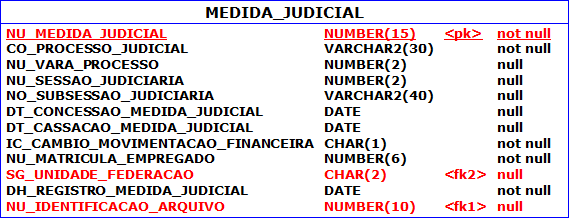 MEDIDA_JUDICIAL
NU_MEDIDA_JUDICIAL NUMBER(15) <pk> not null
CO_PROCESSO_JUDICIAL VARCHAR2(30) not null
NU_VARA_PROCESSO NUMBER(2) null
NU_SESSAO_JUDICIARIA NUMBER(2) null
NO_SUBSESSAO_JUDICIARIA VARCHAR2(40) null
DT_CONCESSAO_MEDIDA_JUDICIAL DATE null
DT_CASSACAO_MEDIDA_JUDICIAL DATE null
IC_CAMBIO_MOVIMENTACAO_FINANCEIRA CHAR(1) not null
NU_MATRICULA_EMPREGADO NUMBER(6) not null
SG_UNIDADE_FEDERACAO CHAR(2) <fk2> null
DH_REGISTRO_MEDIDA_JUDICIAL DATE not null
NU_IDENTIFICACAO_ARQUIVO NUMBER(10) <fk1> null